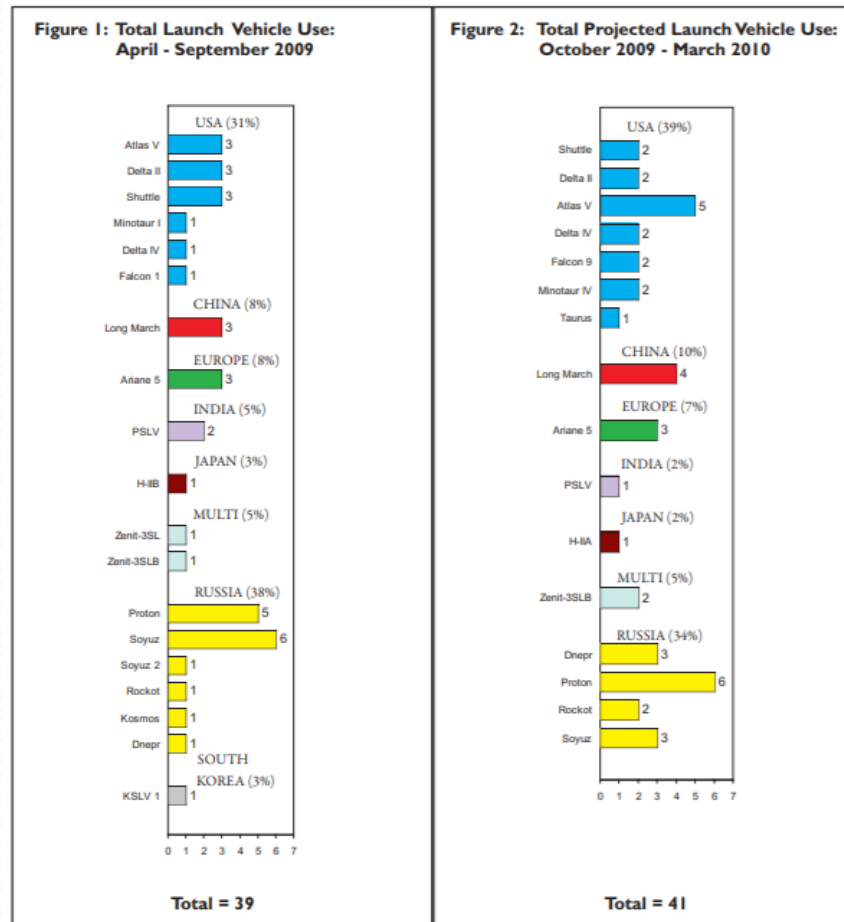 Figure 1: Total Launch Vehicle Use:
April - September 2009
USA (31%)
Atlas V 3
Delta II 3
Shuttle 3
Minotaur I 1
Delta IV 1
Falcon 1 1
CHINA (8%)
Long March 3
EUROPE (8%)
Ariane 5 3
INDIA (5%)
PSLV 2
JAPAN (3%)
H-IIB 1
MULTI (5%)
Zenit-3SL 1
Zenit-3SLB 1
RUSSIA (38%)
Proton 5
Soyuz 6
Soyuz 2 1
Rockot 1
Kosmos 1
Dnepr 1
SOUTH
KOREA (3%)
KSLV 1 1
0 1 2 3 4 5 6 7
Total = 39
Figure 2: Total Projected Launch Vehicle Use:
October 2009 - March 2010
USA (39%)
Shuttle 2
Delta II 2
Atlas V 5
Delta IV 2
Falcon 9 2
Minotaur IV 2
Taurus 1
CHINA (10%)
Long March 4
EUROPE (7%)
Ariane 5 3
INDIA (2%)
PSLV 1
JAPAN (2%)
H-IIA 1
MULTI (5%)
Zenit-3SLB 2
RUSSIA (34%)
Dnepr 3
Proton 6
Rockot 2
Soyuz 3
0 1 2 3 4 5 6 7
Total = 41